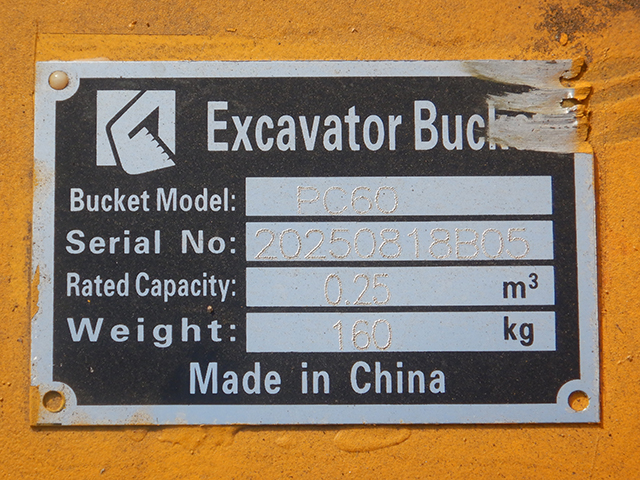 Excavator Buck
Bucket Model: PC60
Serial No: 20250818B05
Rated Capacity: 0.25 m³
Weight: 160 kg
Made in China